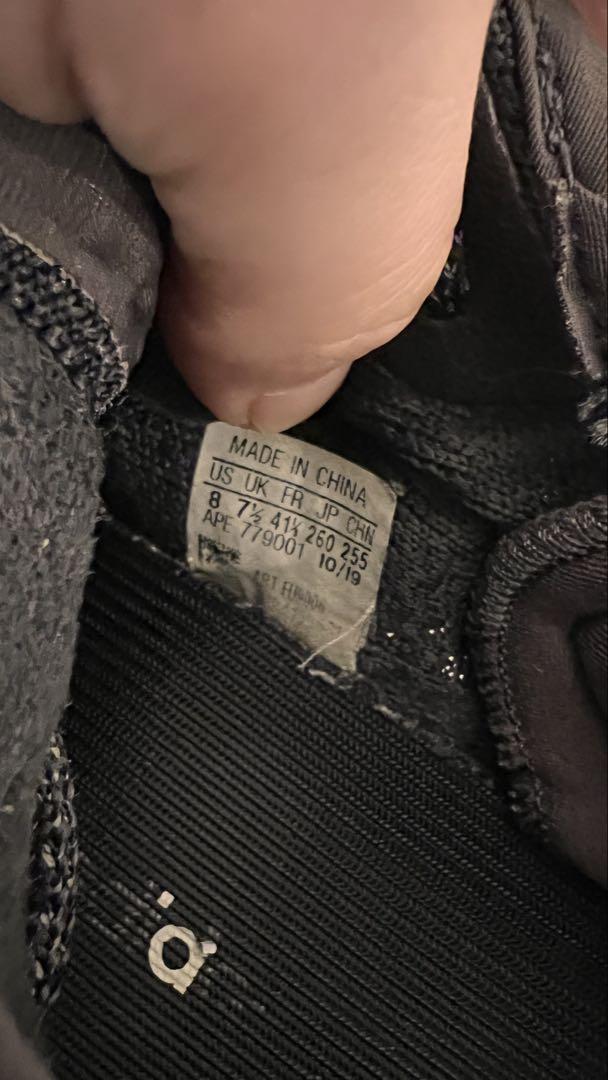 MADE IN CHINA
US UK FR JP CHN
8 7½ 41⅓ 260 255
APE 779001 10/19